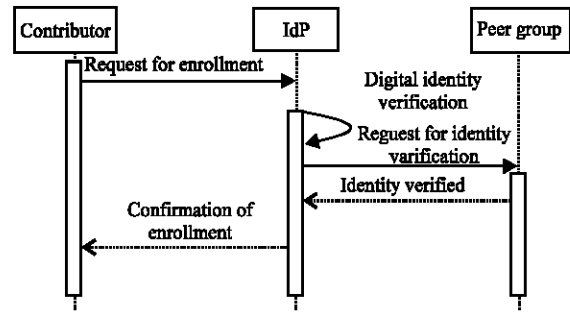 Contributor
IdP
Peer group
Request for enrollment
Digital identity
verification
Reguest for identity
varification
Identity verified
Confirmation of
enrollment